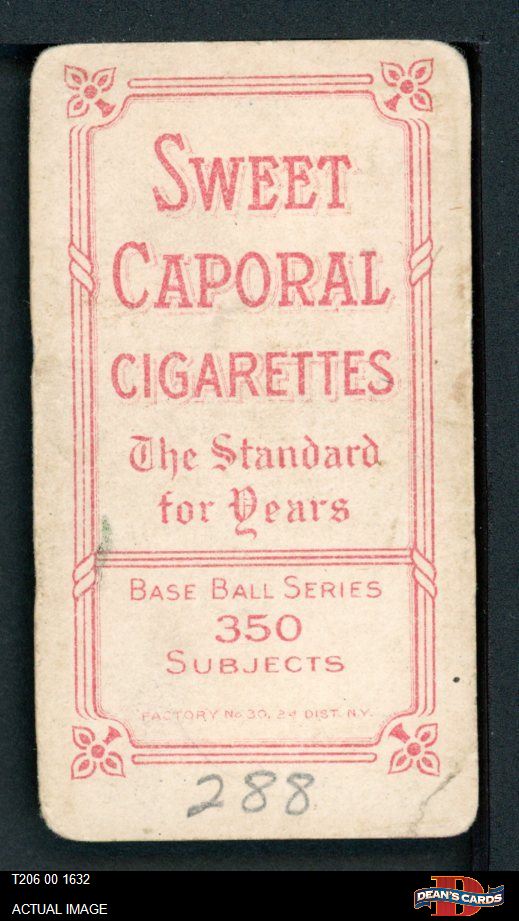 SWEET
CAPORAL
CIGARETTES
The Standard
for Years
BASE BALL SERIES
350
SUBJECTS
FACTORY No 30, 2d DIST. N.Y.
288
T206 00 1632
ACTUAL IMAGE
DEAN'S CARDS